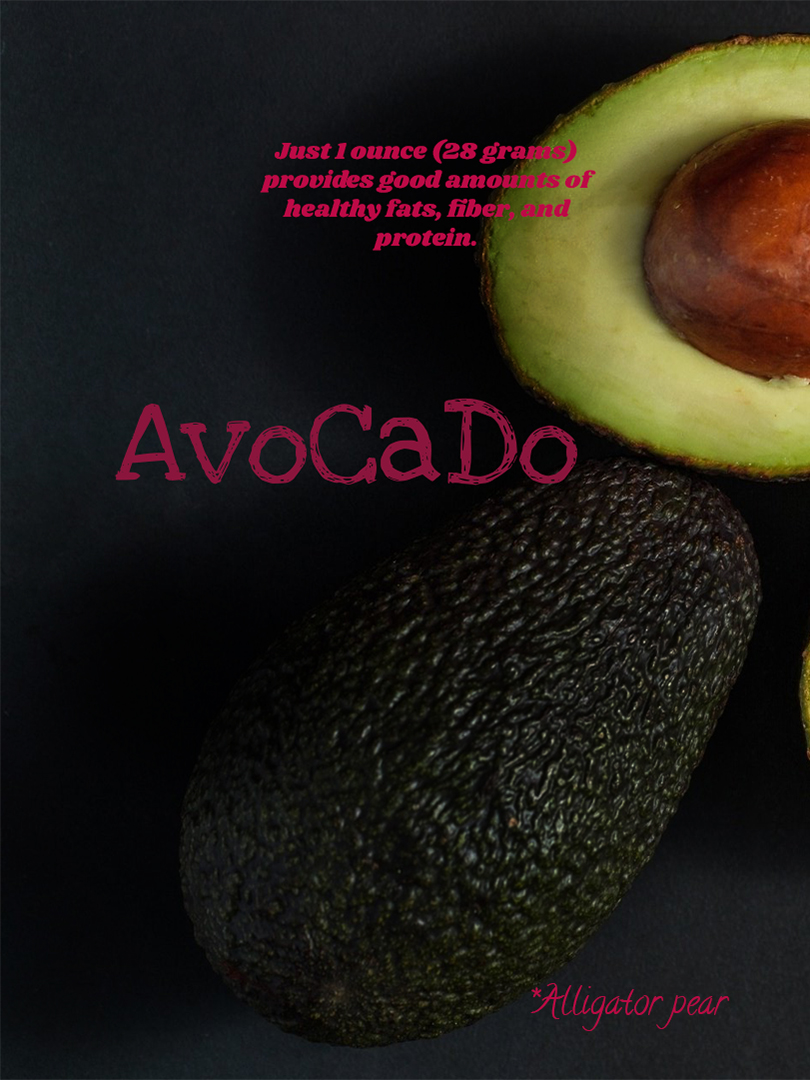 Just 1 ounce (28 grams)
provides good amounts of
healthy fats, fiber, and
protein.
AvoCaDo
*Alligator pear